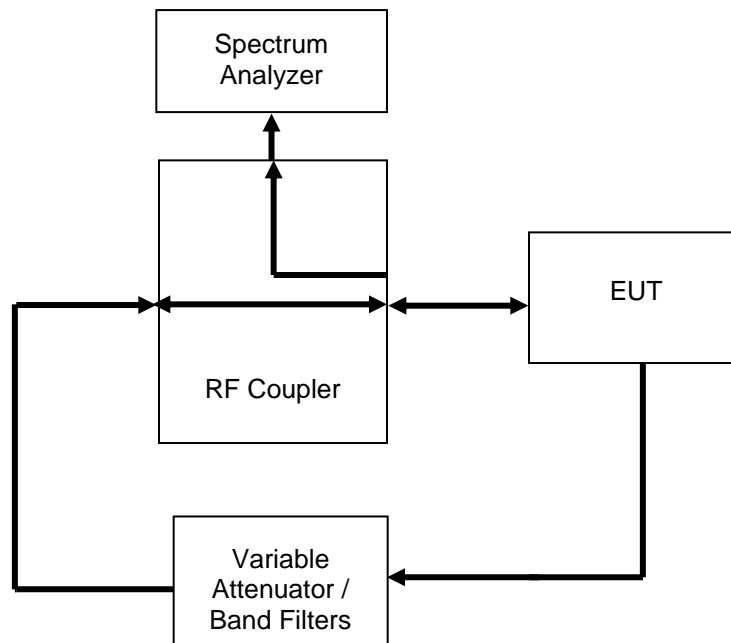 Spectrum
Analyzer
EUT
RF Coupler
Variable
Attenuator /
Band Filters